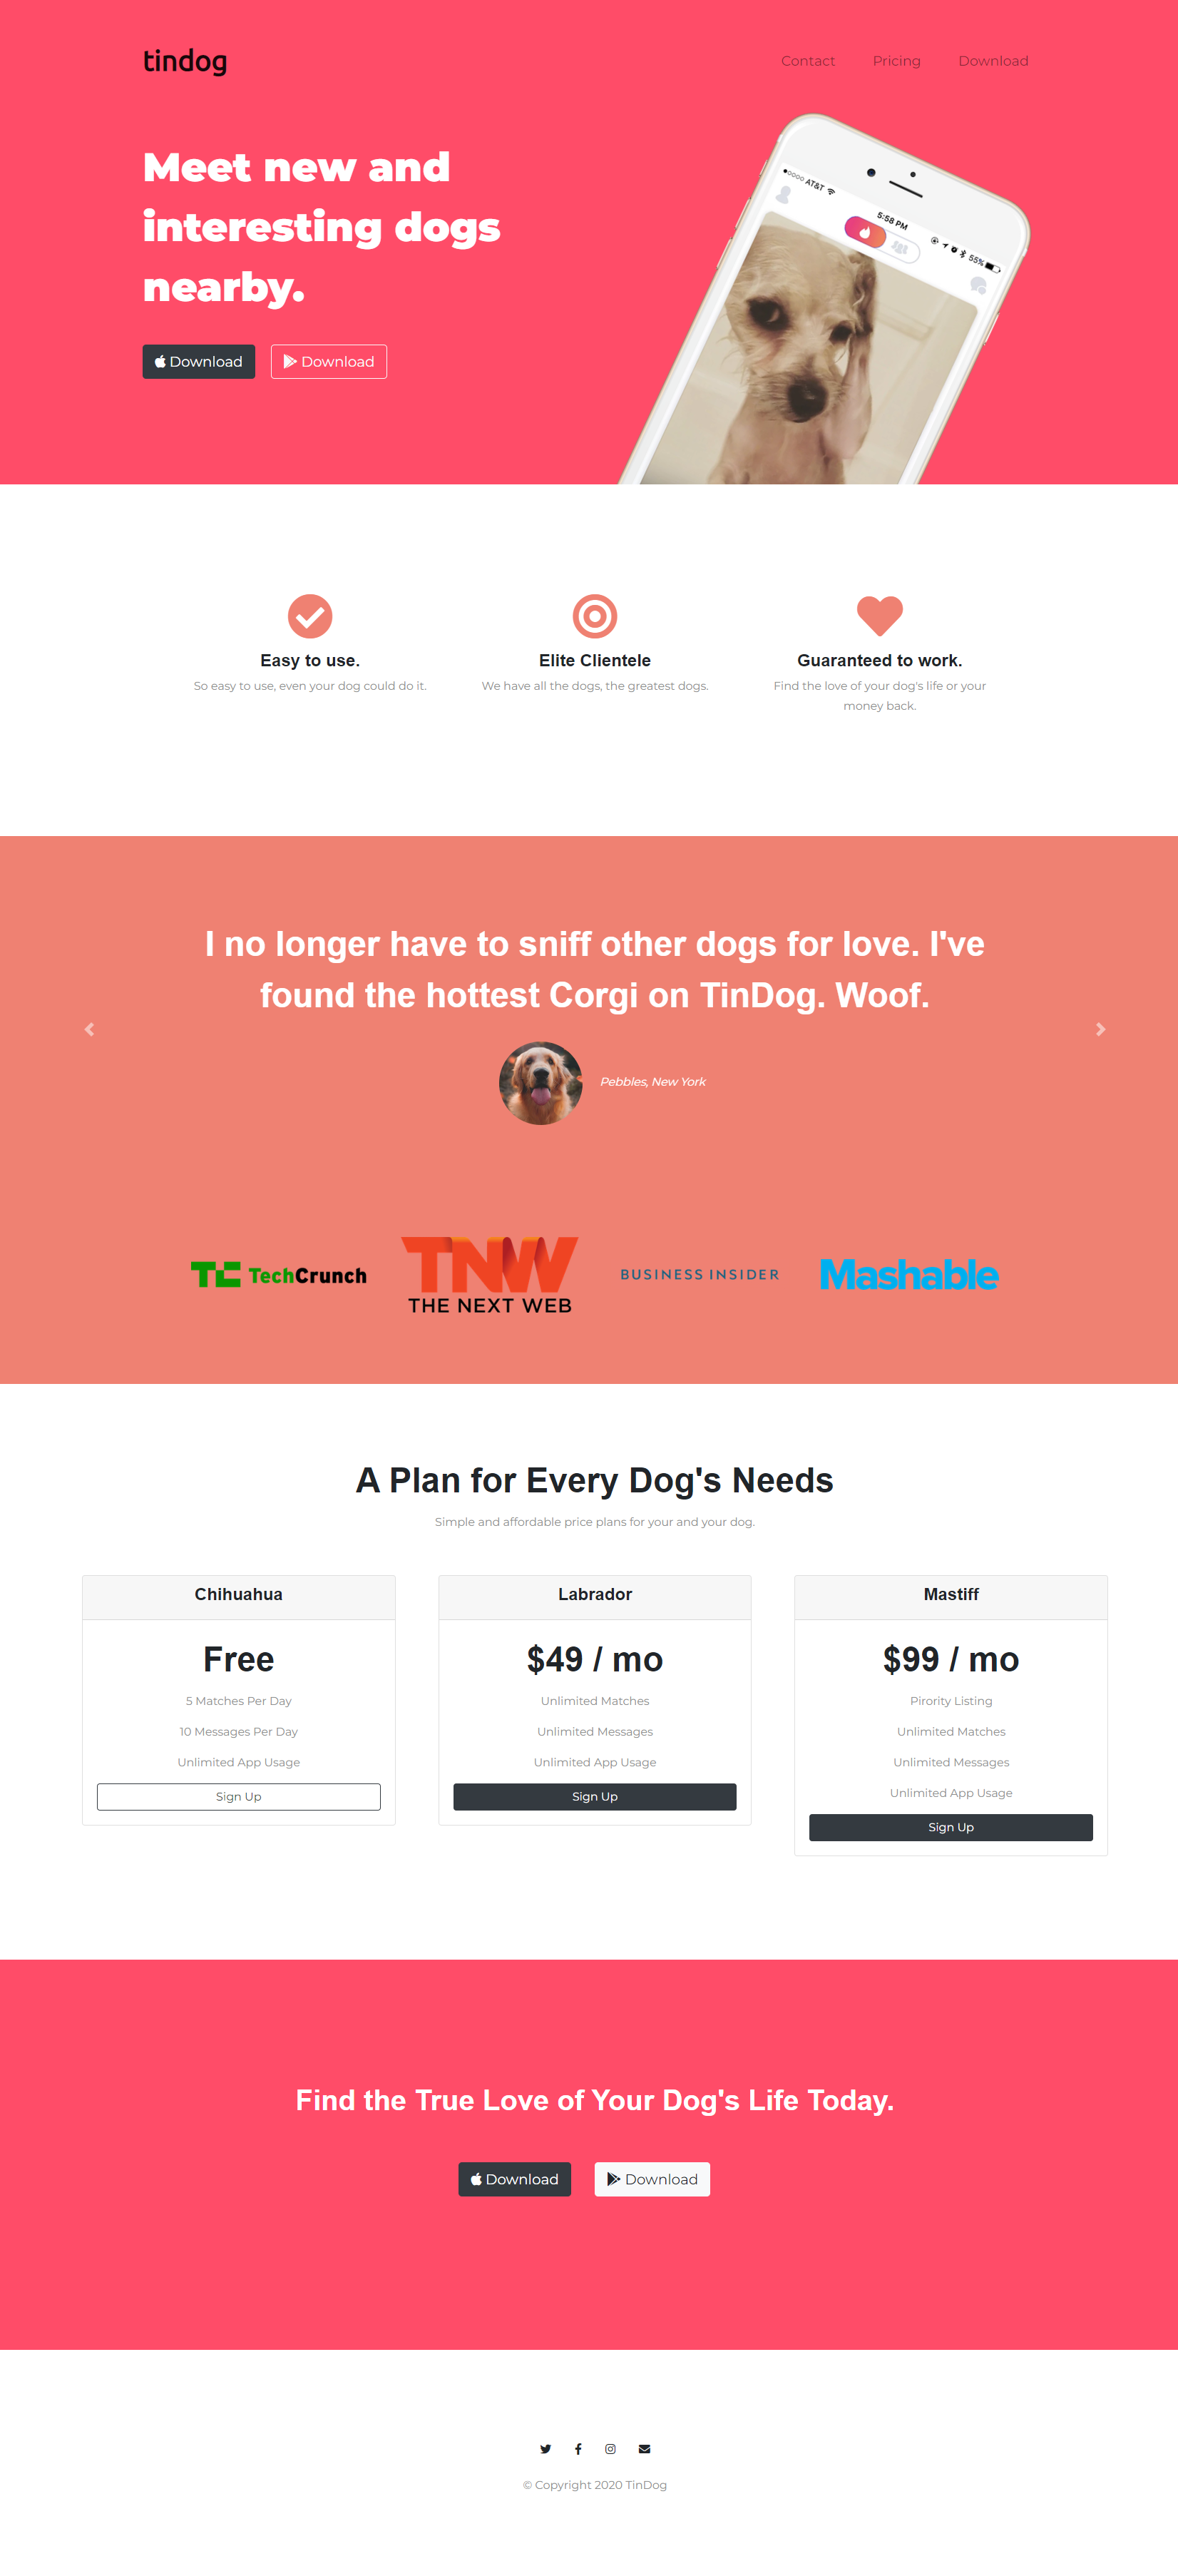 tindog
Contact Pricing Download
Meet new and
interesting dogs
nearby.
AT&T
5:58 PM
55%
Download Download
Easy to use.
So easy to use, even your dog could do it.
Elite Clientele
We have all the dogs, the greatest dogs.
Guaranteed to work.
Find the love of your dog's life or your
money back.
I no longer have to sniff other dogs for love. I've
found the hottest Corgi on TinDog. Woof.
Pebbles, New York
TC TechCrunch
TNW
THE NEXT WEB
BUSINESS INSIDER
Mashable
A Plan for Every Dog's Needs
Simple and affordable price plans for your and your dog.
Chihuahua
Free
5 Matches Per Day
10 Messages Per Day
Unlimited App Usage
Sign Up
Labrador
$49 / mo
Unlimited Matches
Unlimited Messages
Unlimited App Usage
Sign Up
Mastiff
$99 / mo
Pirority Listing
Unlimited Matches
Unlimited Messages
Unlimited App Usage
Sign Up
Find the True Love of Your Dog's Life Today.
Download Download
© Copyright 2020 TinDog